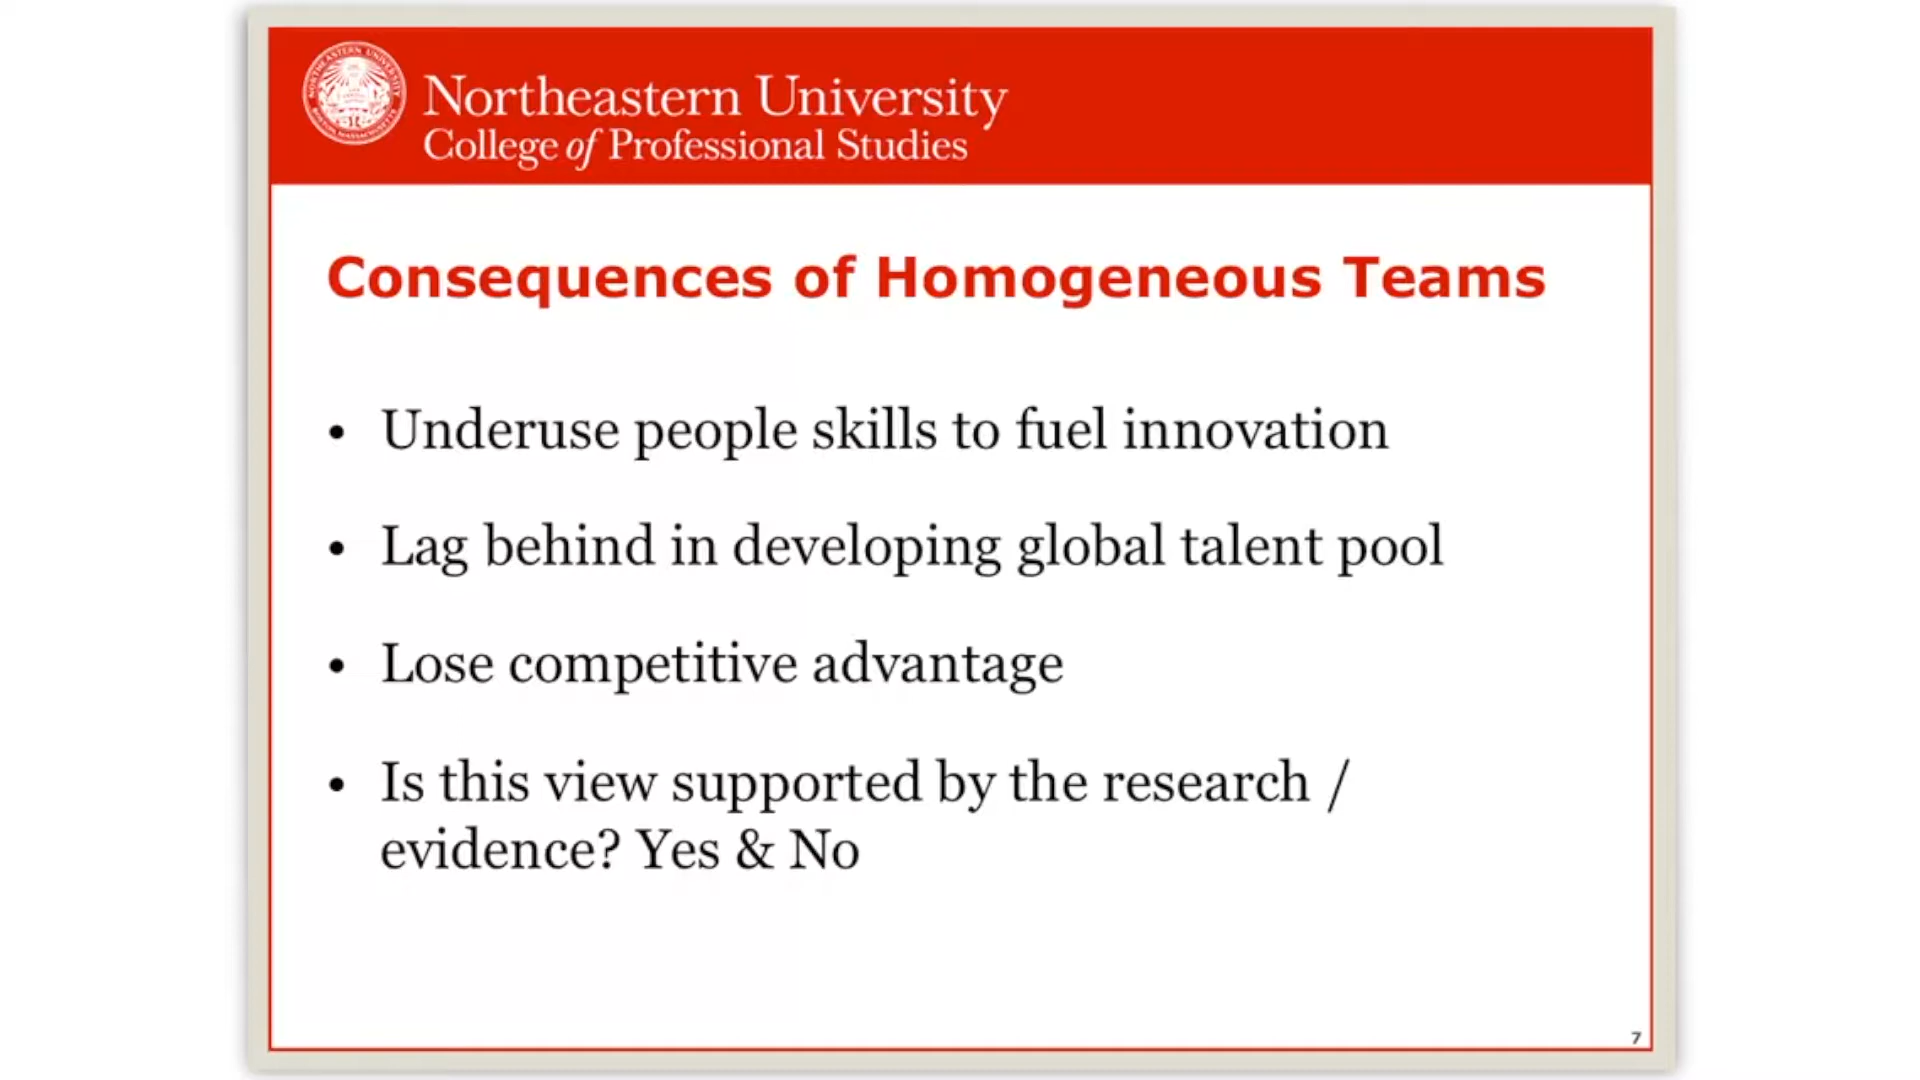 Northeastern University
College of Professional Studies
Consequences of Homogeneous Teams
• Underuse people skills to fuel innovation
• Lag behind in developing global talent pool
• Lose competitive advantage
• Is this view supported by the research /
evidence? Yes & No
7